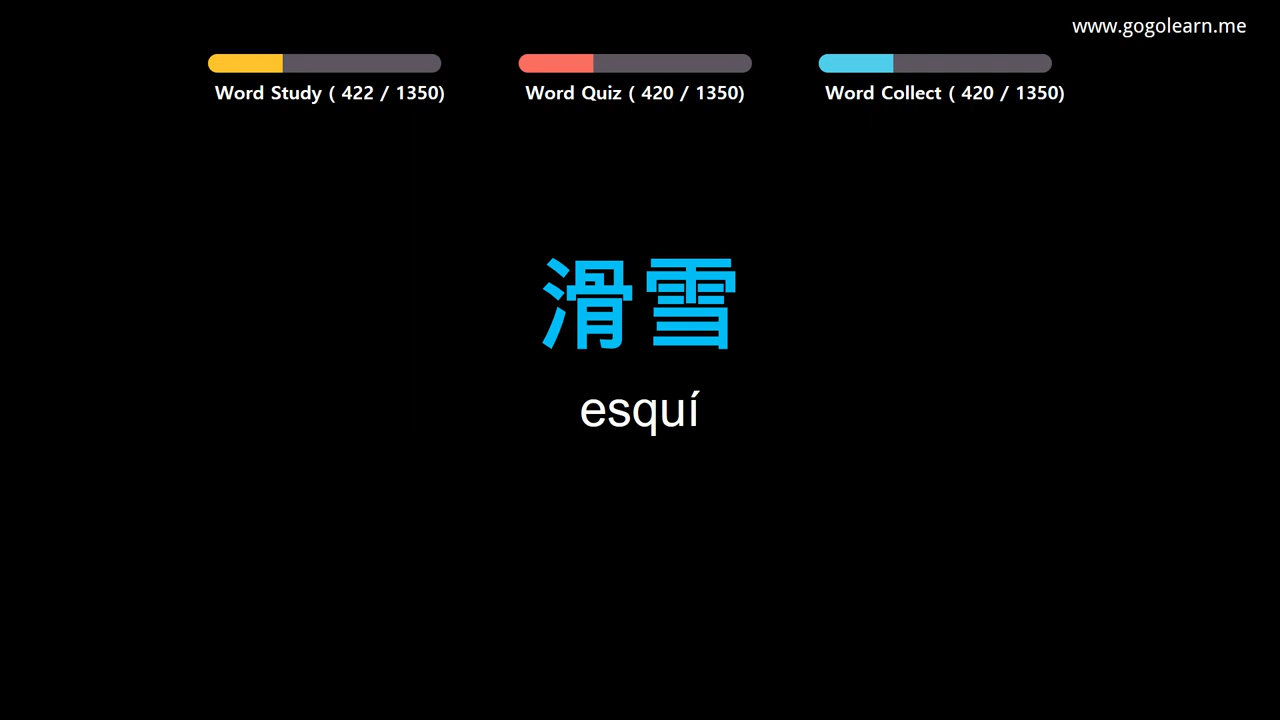 www.gogolearn.me
Word Study ( 422 / 1350)
Word Quiz ( 420 / 1350)
Word Collect ( 420 / 1350)
滑雪
esquí